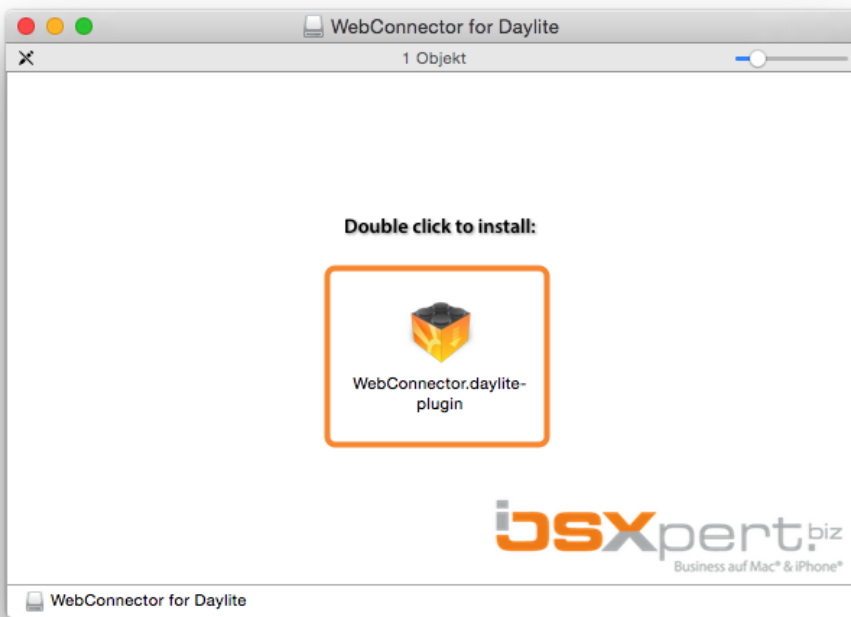 WebConnector for Daylite
1 Objekt
Double click to install:
WebConnector.daylite-
plugin
iOSXpert.biz
Business auf Mac® & iPhone®
WebConnector for Daylite